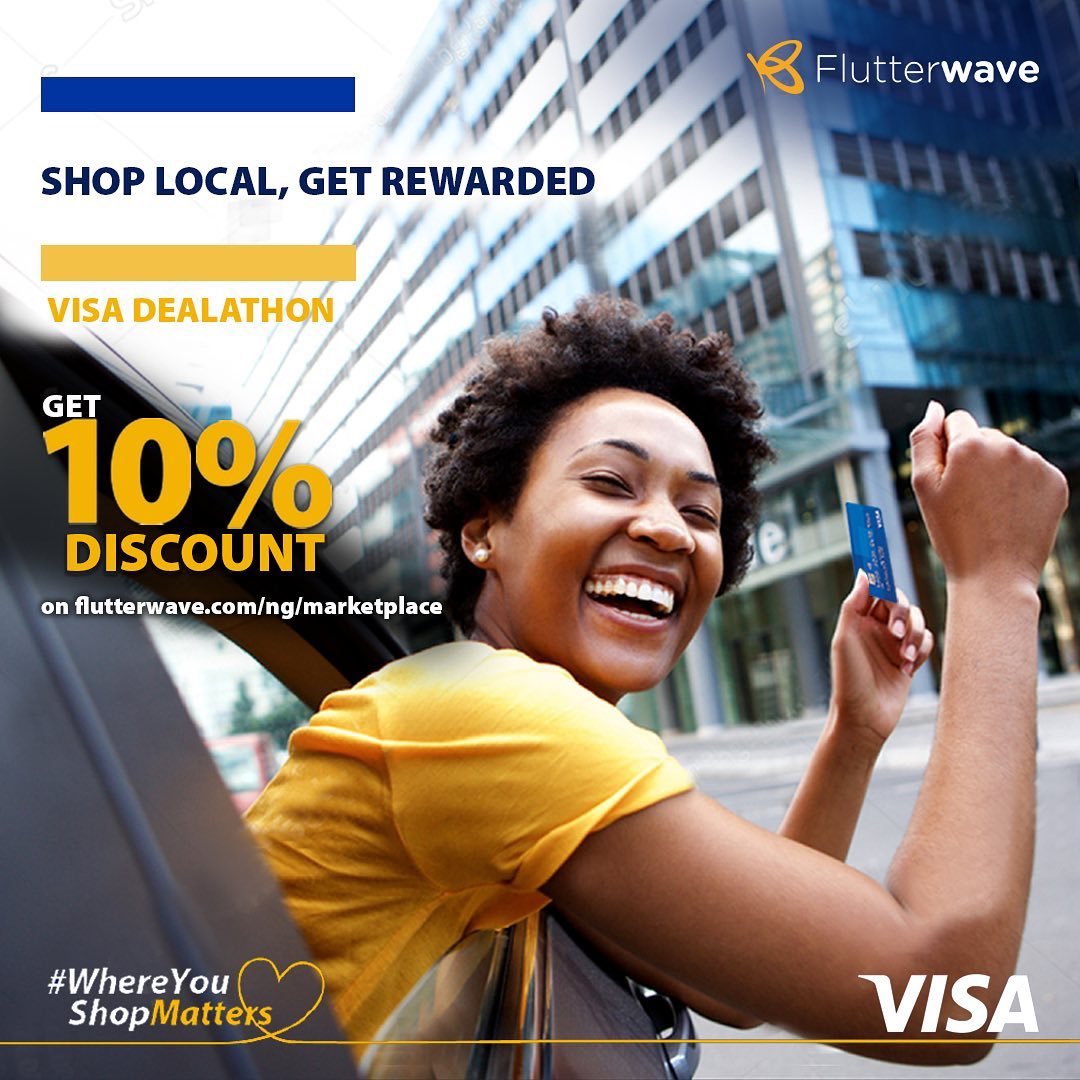 Flutterwave
SHOP LOCAL, GET REWARDED
VISA DEALATHON
GET
10%
DISCOUNT
on flutterwave.com/ng/marketplace
#WhereYou
ShopMatters
VISA